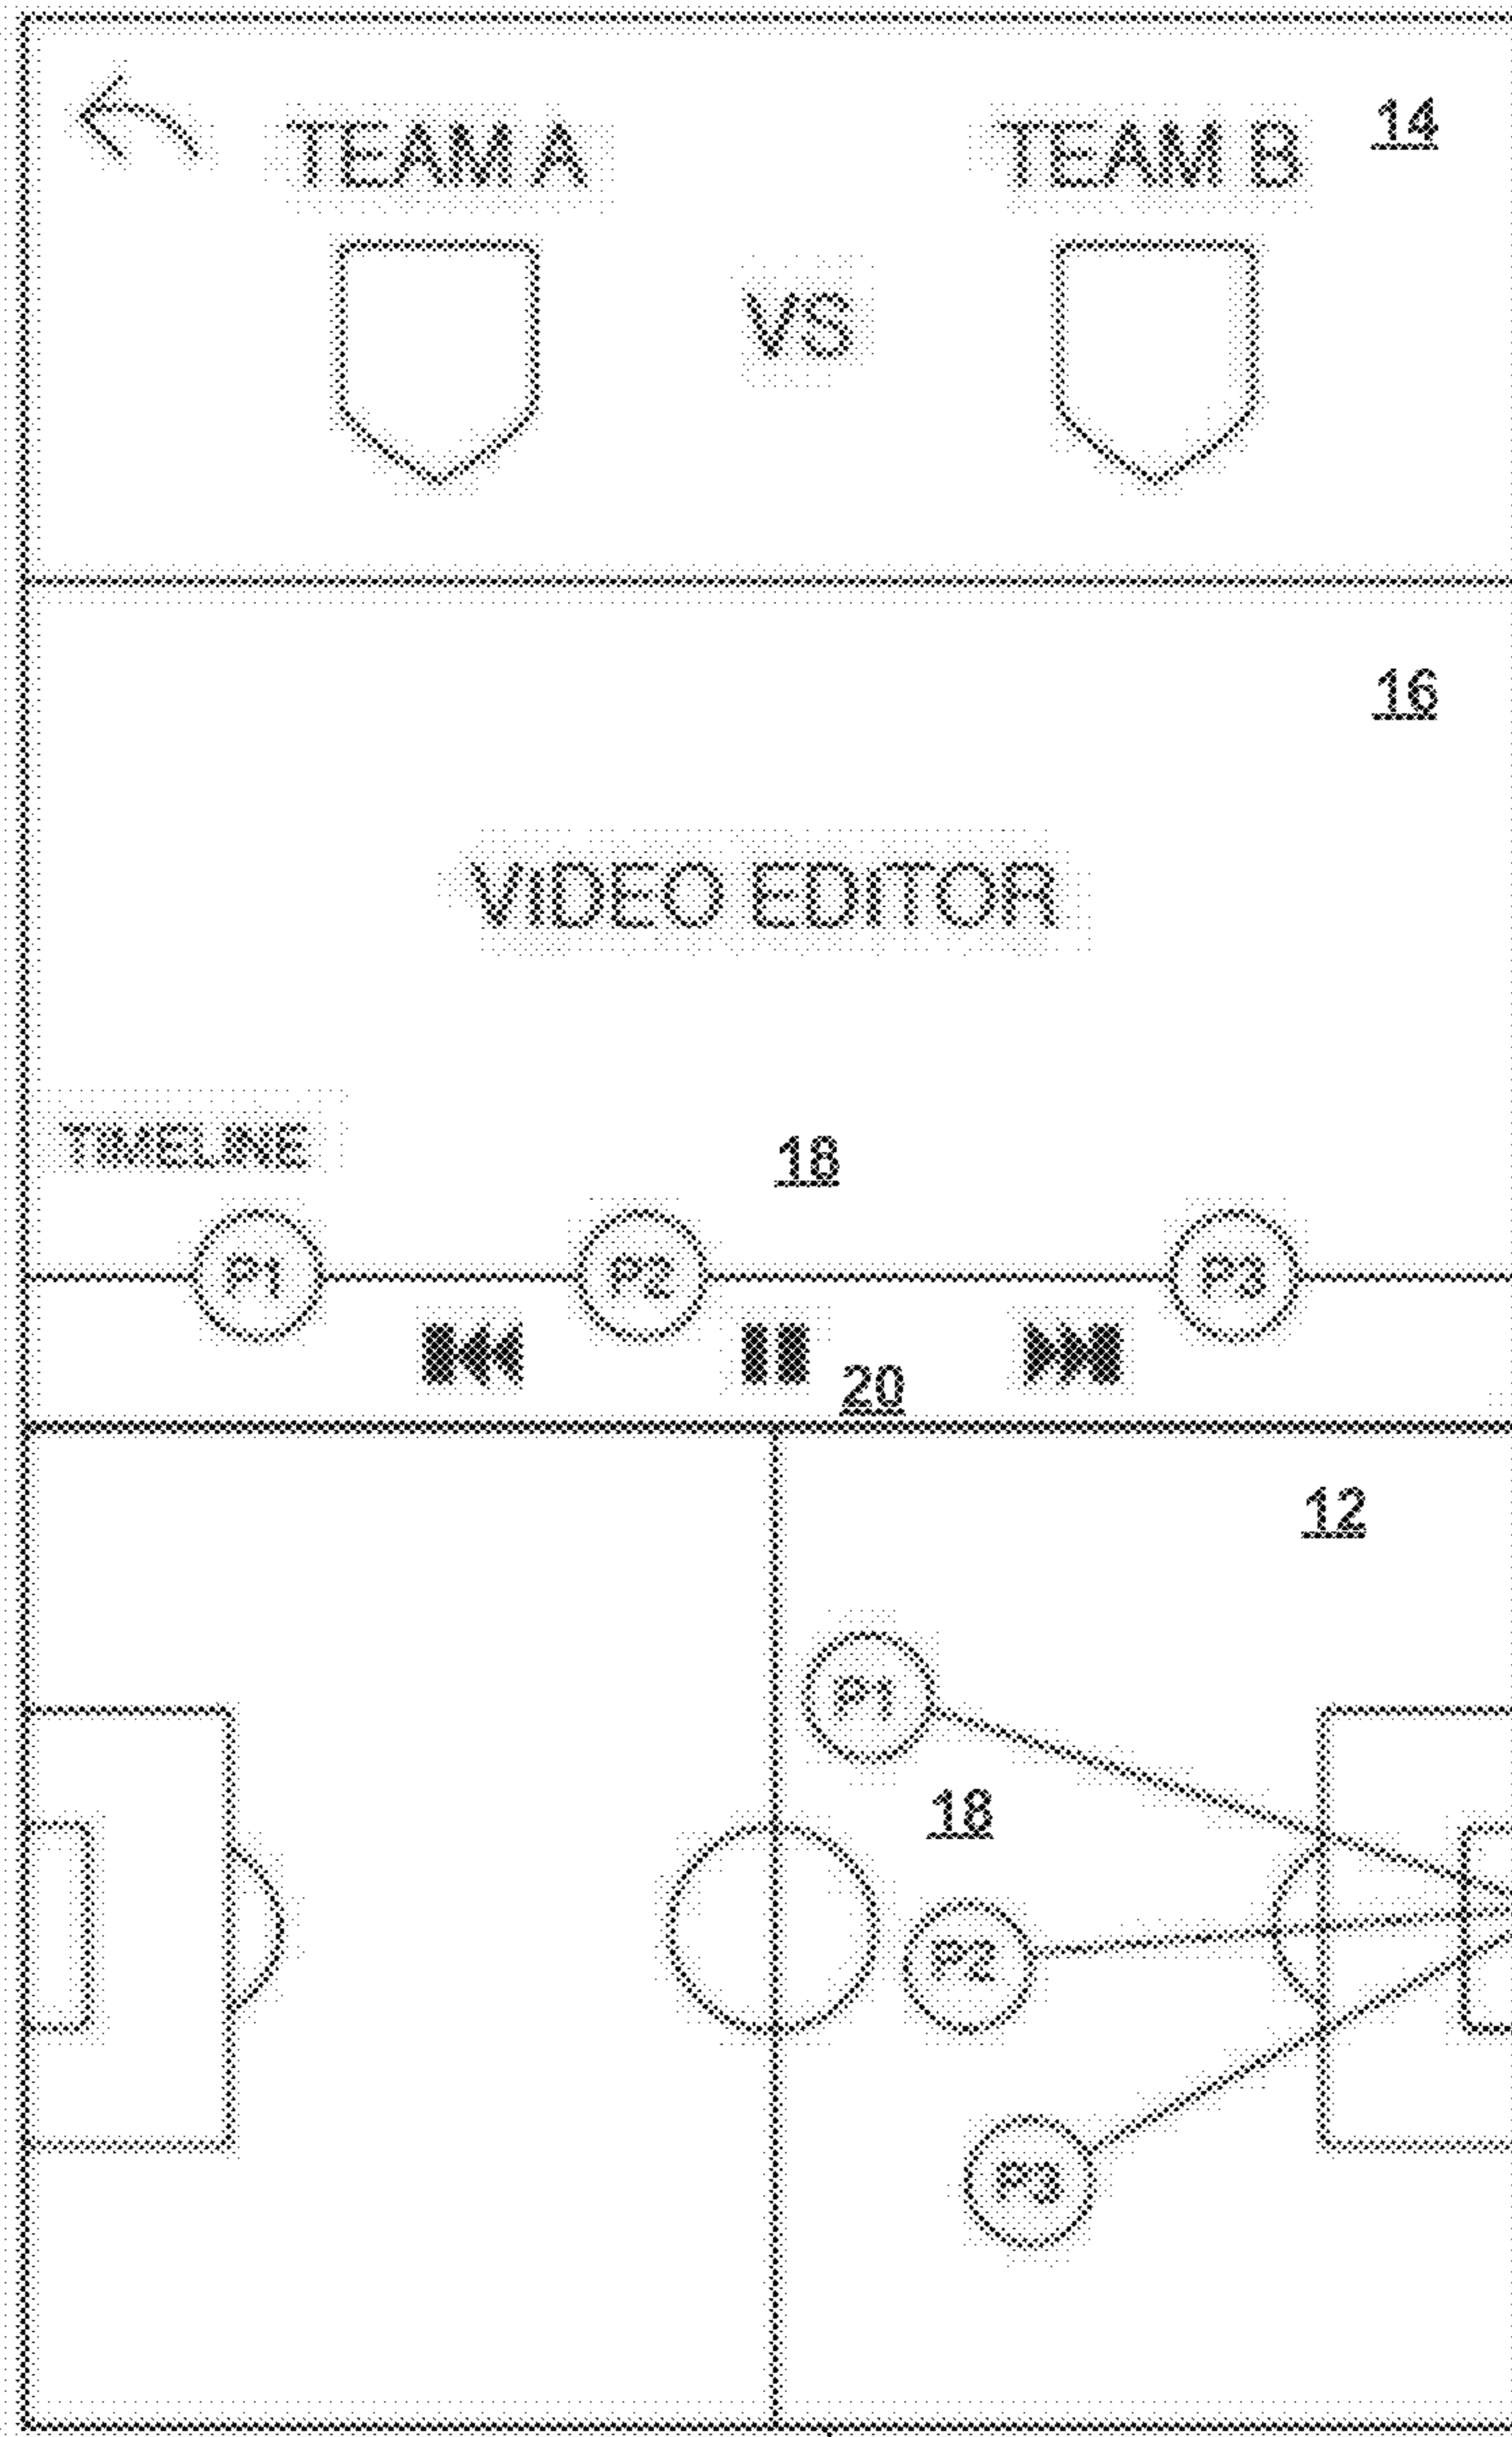 TEAM A
TEAM B
14
VS
16
VIDEO EDITOR
TIMELINE
18
P1
P2
P3
20
12
P1
18
P2
P3